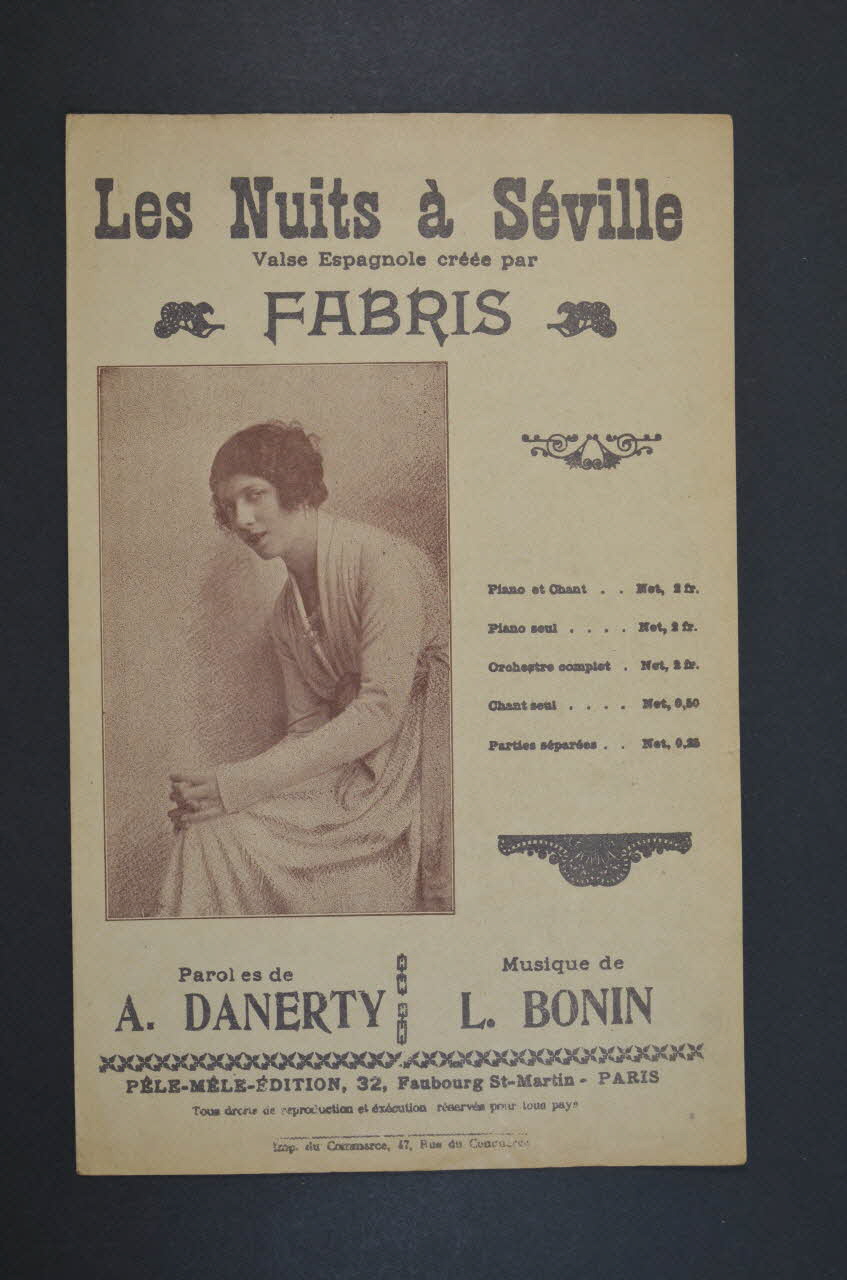 Les Nuits à Séville
Valse Espagnole créée par
FABRIS
Piano et Chant . . Net, 2 fr.
Piano seul . . . . Net, 2 fr.
Orchestre complet . Net, 2 fr.
Chant seul . . . . Net, 0,50
Parties séparées . . Net, 0,25
Paroles de
A. DANERTY
Musique de
L. BONIN
PÊLE-MÊLE-ÉDITION, 32, Faubourg St-Martin - PARIS
Tous droits de reproduction et éxécution réservés pour tous pays
Imp. du Commerce, 47, Rue du